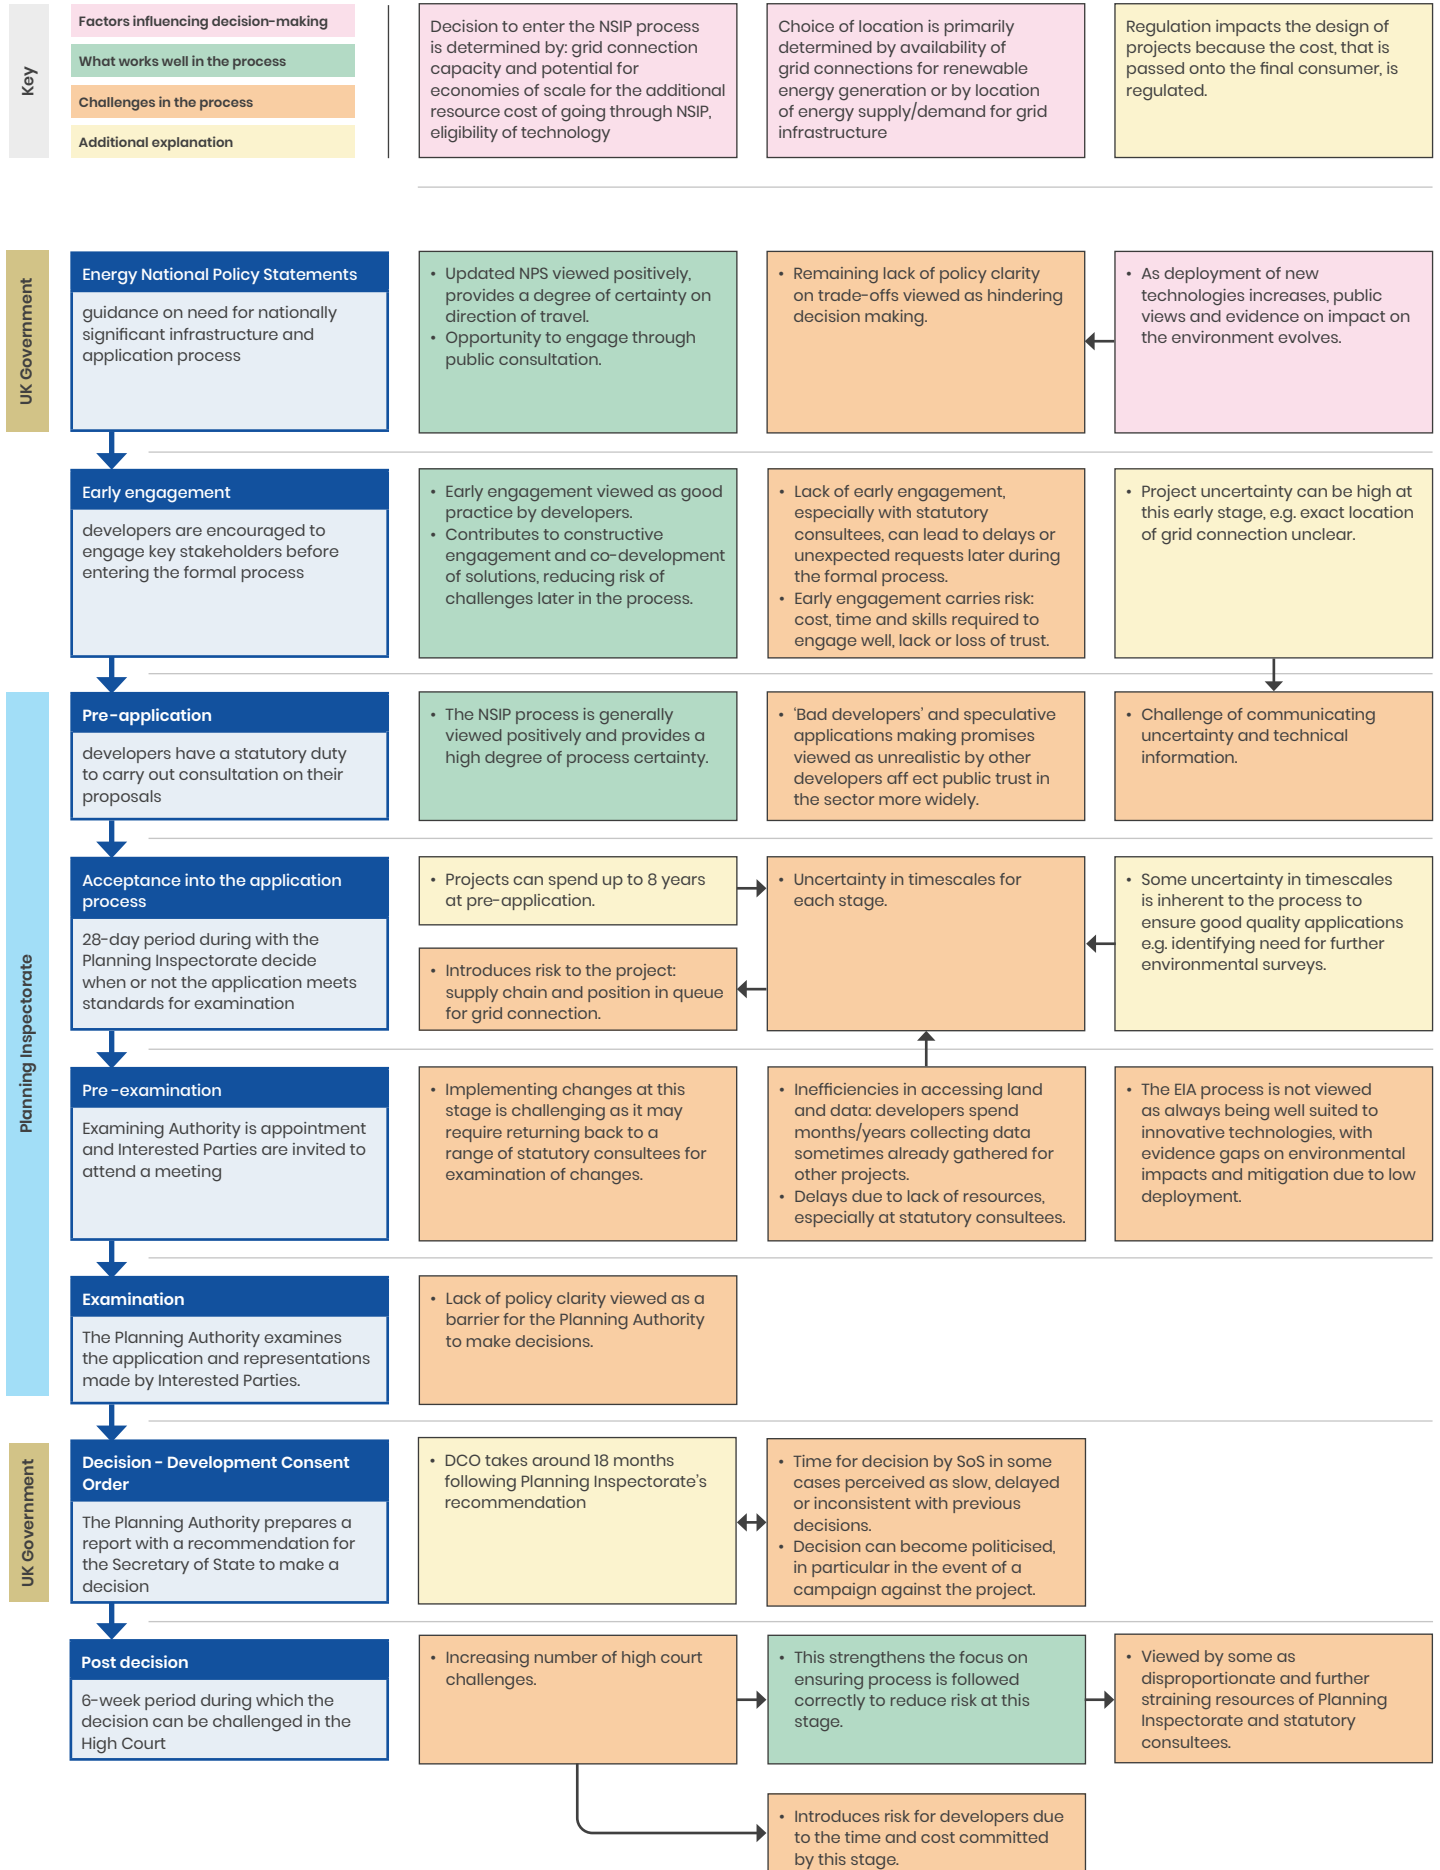 Key
Factors influencing decision-making
What works well in the process
Challenges in the process
Additional explanation
Decision to enter the NSIP process
is determined by: grid connection
capacity and potential for
economies of scale for the additional
resource cost of going through NSIP,
eligibility of technology
Choice of location is primarily
determined by availability of
grid connections for renewable
energy generation or by location
of energy supply/demand for grid
infrastructure
Regulation impacts the design of
projects because the cost, that is
passed onto the final consumer, is
regulated.
UK Government
Energy National Policy Statements
guidance on need for nationally
significant infrastructure and
application process
• Updated NPS viewed positively,
provides a degree of certainty on
direction of travel.
• Opportunity to engage through
public consultation.
• Remaining lack of policy clarity
on trade-offs viewed as hindering
decision making.
• As deployment of new
technologies increases, public
views and evidence on impact on
the environment evolves.
Early engagement
developers are encouraged to
engage key stakeholders before
entering the formal process
• Early engagement viewed as good
practice by developers.
• Contributes to constructive
engagement and co-development
of solutions, reducing risk of
challenges later in the process.
• Lack of early engagement,
especially with statutory
consultees, can lead to delays or
unexpected requests later during
the formal process.
• Early engagement carries risk:
cost, time and skills required to
engage well, lack or loss of trust.
• Project uncertainty can be high at
this early stage, e.g. exact location
of grid connection unclear.
Planning Inspectorate
Pre-application
developers have a statutory duty
to carry out consultation on their
proposals
• The NSIP process is generally
viewed positively and provides a
high degree of process certainty.
• 'Bad developers' and speculative
applications making promises
viewed as unrealistic by other
developers aff ect public trust in
the sector more widely.
• Challenge of communicating
uncertainty and technical
information.
Acceptance into the application
process
28-day period during with the
Planning Inspectorate decide
when or not the application meets
standards for examination
• Projects can spend up to 8 years
at pre-application.
• Introduces risk to the project:
supply chain and position in queue
for grid connection.
• Uncertainty in timescales for
each stage.
• Some uncertainty in timescales
is inherent to the process to
ensure good quality applications
e.g. identifying need for further
environmental surveys.
Pre -examination
Examining Authority is appointment
and Interested Parties are invited to
attend a meeting
• Implementing changes at this
stage is challenging as it may
require returning back to a
range of statutory consultees for
examination of changes.
• Inefficiencies in accessing land
and data: developers spend
months/years collecting data
sometimes already gathered for
other projects.
• Delays due to lack of resources,
especially at statutory consultees.
• The EIA process is not viewed
as always being well suited to
innovative technologies, with
evidence gaps on environmental
impacts and mitigation due to low
deployment.
Examination
The Planning Authority examines
the application and representations
made by Interested Parties.
• Lack of policy clarity viewed as a
barrier for the Planning Authority
to make decisions.
UK Government
Decision - Development Consent
Order
The Planning Authority prepares a
report with a recommendation for
the Secretary of State to make a
decision
• DCO takes around 18 months
following Planning Inspectorate's
recommendation
• Time for decision by SoS in some
cases perceived as slow, delayed
or inconsistent with previous
decisions.
• Decision can become politicised,
in particular in the event of a
campaign against the project.
Post decision
6-week period during which the
decision can be challenged in the
High Court
• Increasing number of high court
challenges.
• This strengthens the focus on
ensuring process is followed
correctly to reduce risk at this
stage.
• Viewed by some as
disproportionate and further
straining resources of Planning
Inspectorate and statutory
consultees.
• Introduces risk for developers due
to the time and cost committed
by this stage.